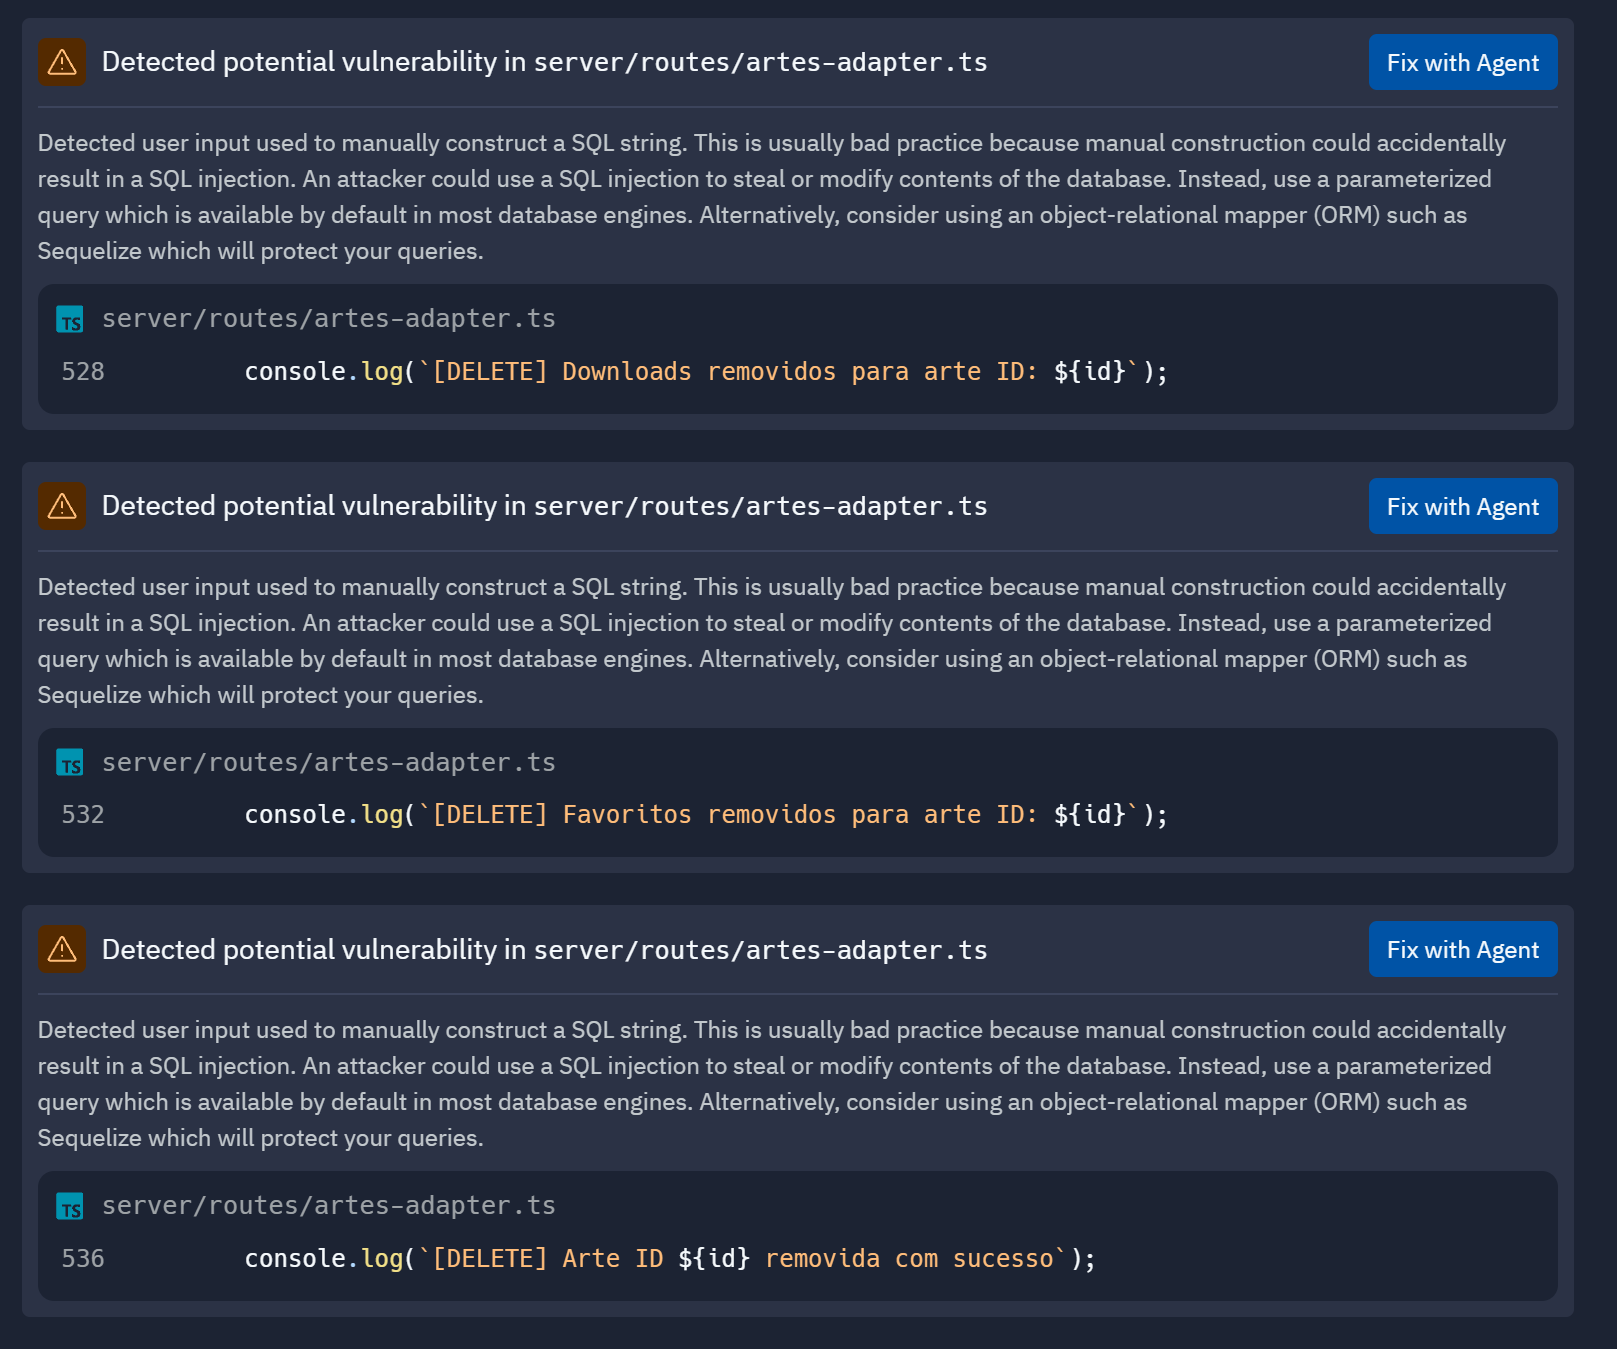 Detected potential vulnerability in server/routes/artes-adapter.ts
Fix with Agent
Detected user input used to manually construct a SQL string. This is usually bad practice because manual construction could accidentally
result in a SQL injection. An attacker could use a SQL injection to steal or modify contents of the database. Instead, use a parameterized
query which is available by default in most database engines. Alternatively, consider using an object-relational mapper (ORM) such as
Sequelize which will protect your queries.
TS server/routes/artes-adapter.ts
528 console.log(`[DELETE] Downloads removidos para arte ID: ${id}`);
Detected potential vulnerability in server/routes/artes-adapter.ts
Fix with Agent
Detected user input used to manually construct a SQL string. This is usually bad practice because manual construction could accidentally
result in a SQL injection. An attacker could use a SQL injection to steal or modify contents of the database. Instead, use a parameterized
query which is available by default in most database engines. Alternatively, consider using an object-relational mapper (ORM) such as
Sequelize which will protect your queries.
TS server/routes/artes-adapter.ts
532 console.log(`[DELETE] Favoritos removidos para arte ID: ${id}`);
Detected potential vulnerability in server/routes/artes-adapter.ts
Fix with Agent
Detected user input used to manually construct a SQL string. This is usually bad practice because manual construction could accidentally
result in a SQL injection. An attacker could use a SQL injection to steal or modify contents of the database. Instead, use a parameterized
query which is available by default in most database engines. Alternatively, consider using an object-relational mapper (ORM) such as
Sequelize which will protect your queries.
TS server/routes/artes-adapter.ts
536 console.log(`[DELETE] Arte ID ${id} removida com sucesso`);